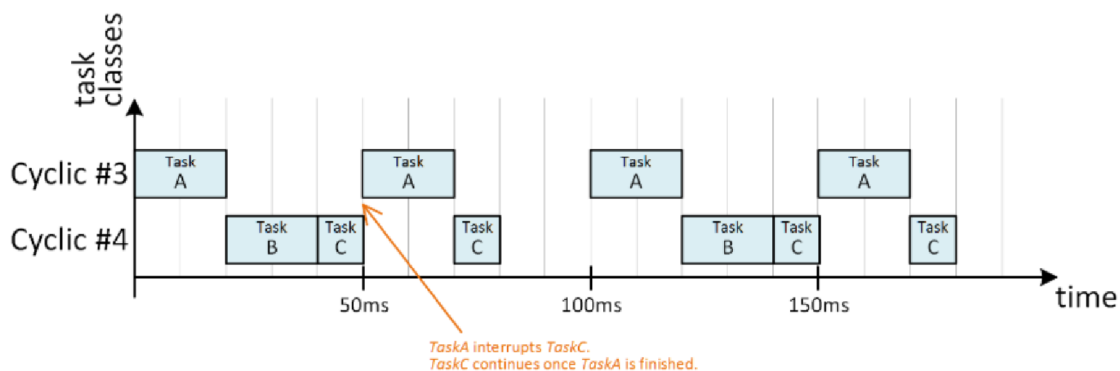 task
classes
Cyclic #3
Task
A
Task
A
Task
A
Task
A
Cyclic #4
Task
B
Task
C
Task
C
Task
B
Task
C
Task
C
50ms
100ms
150ms
time
TaskA interrupts TaskC.
TaskC continues once TaskA is finished.